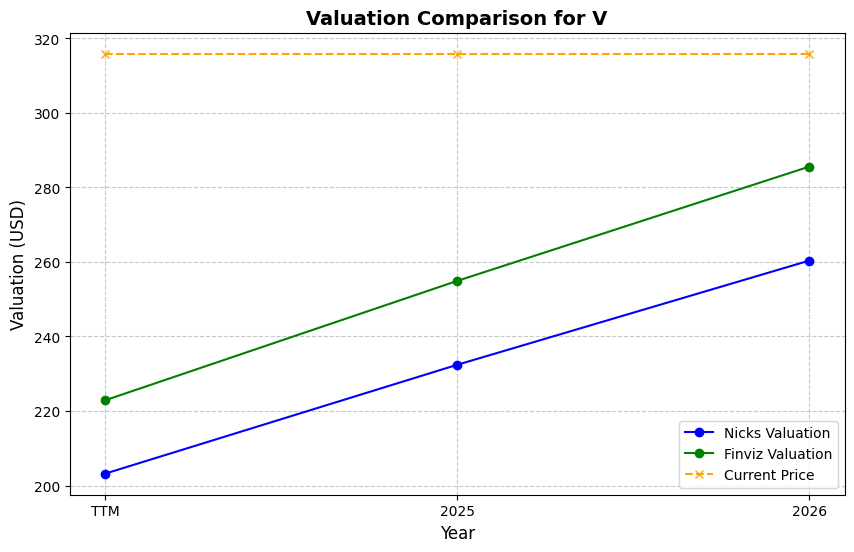 Valuation Comparison for V
Valuation (USD)
320
300
280
260
240
220
200
TTM
2025
2026
Year
Nicks Valuation
Finviz Valuation
Current Price